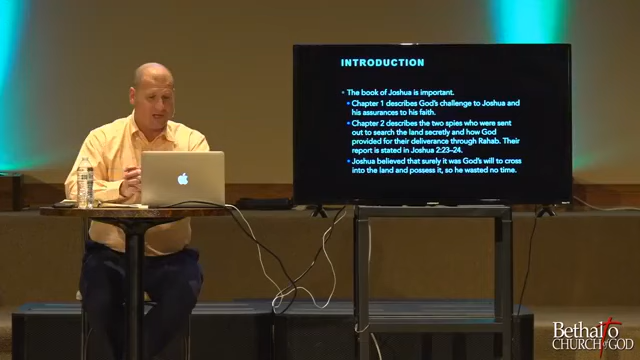 INTRODUCTION
• The book of Joshua is important.
• Chapter 1 describes God's challenge to Joshua and
his assurances to his faith.
• Chapter 2 describes the two spies who were sent
out to search the land secretly and how God
provided for their deliverance through Rahab. Their
report is stated in Joshua 2:23–24.
• Joshua believed that surely it was God's will to cross
into the land and possess it, so he wasted no time.
Bethalto
CHURCH of GOD